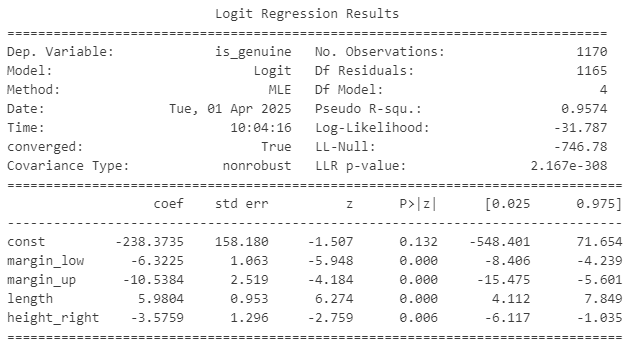 Logit Regression Results
==============================================================================
Dep. Variable: is_genuine No. Observations: 1170
Model: Logit Df Residuals: 1165
Method: MLE Df Model: 4
Date: Tue, 01 Apr 2025 Pseudo R-squ.: 0.9574
Time: 10:04:16 Log-Likelihood: -31.787
converged: True LL-Null: -746.78
Covariance Type: nonrobust LLR p-value: 2.167e-308
================================================================================
coef std err z P>|z| [0.025 0.975]
--------------------------------------------------------------------------------
const -238.3735 158.180 -1.507 0.132 -548.401 71.654
margin_low -6.3225 1.063 -5.948 0.000 -8.406 -4.239
margin_up -10.5384 2.519 -4.184 0.000 -15.475 -5.601
length 5.9804 0.953 6.274 0.000 4.112 7.849
height_right -3.5759 1.296 -2.759 0.006 -6.117 -1.035
================================================================================